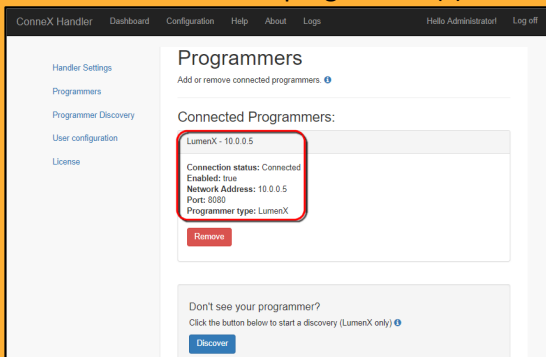 ConneX Handler Dashboard Configuration Help About Logs Hello Administrator! Log off
Handler Settings
Programmers
Programmer Discovery
User configuration
License
Programmers
Add or remove connected programmers.
Connected Programmers:
LumenX - 10.0.0.5
Connection status: Connected
Enabled: true
Network Address: 10.0.0.5
Port: 8080
Programmer type: LumenX
Remove
Don't see your programmer?
Click the button below to start a discovery (LumenX only)
Discover